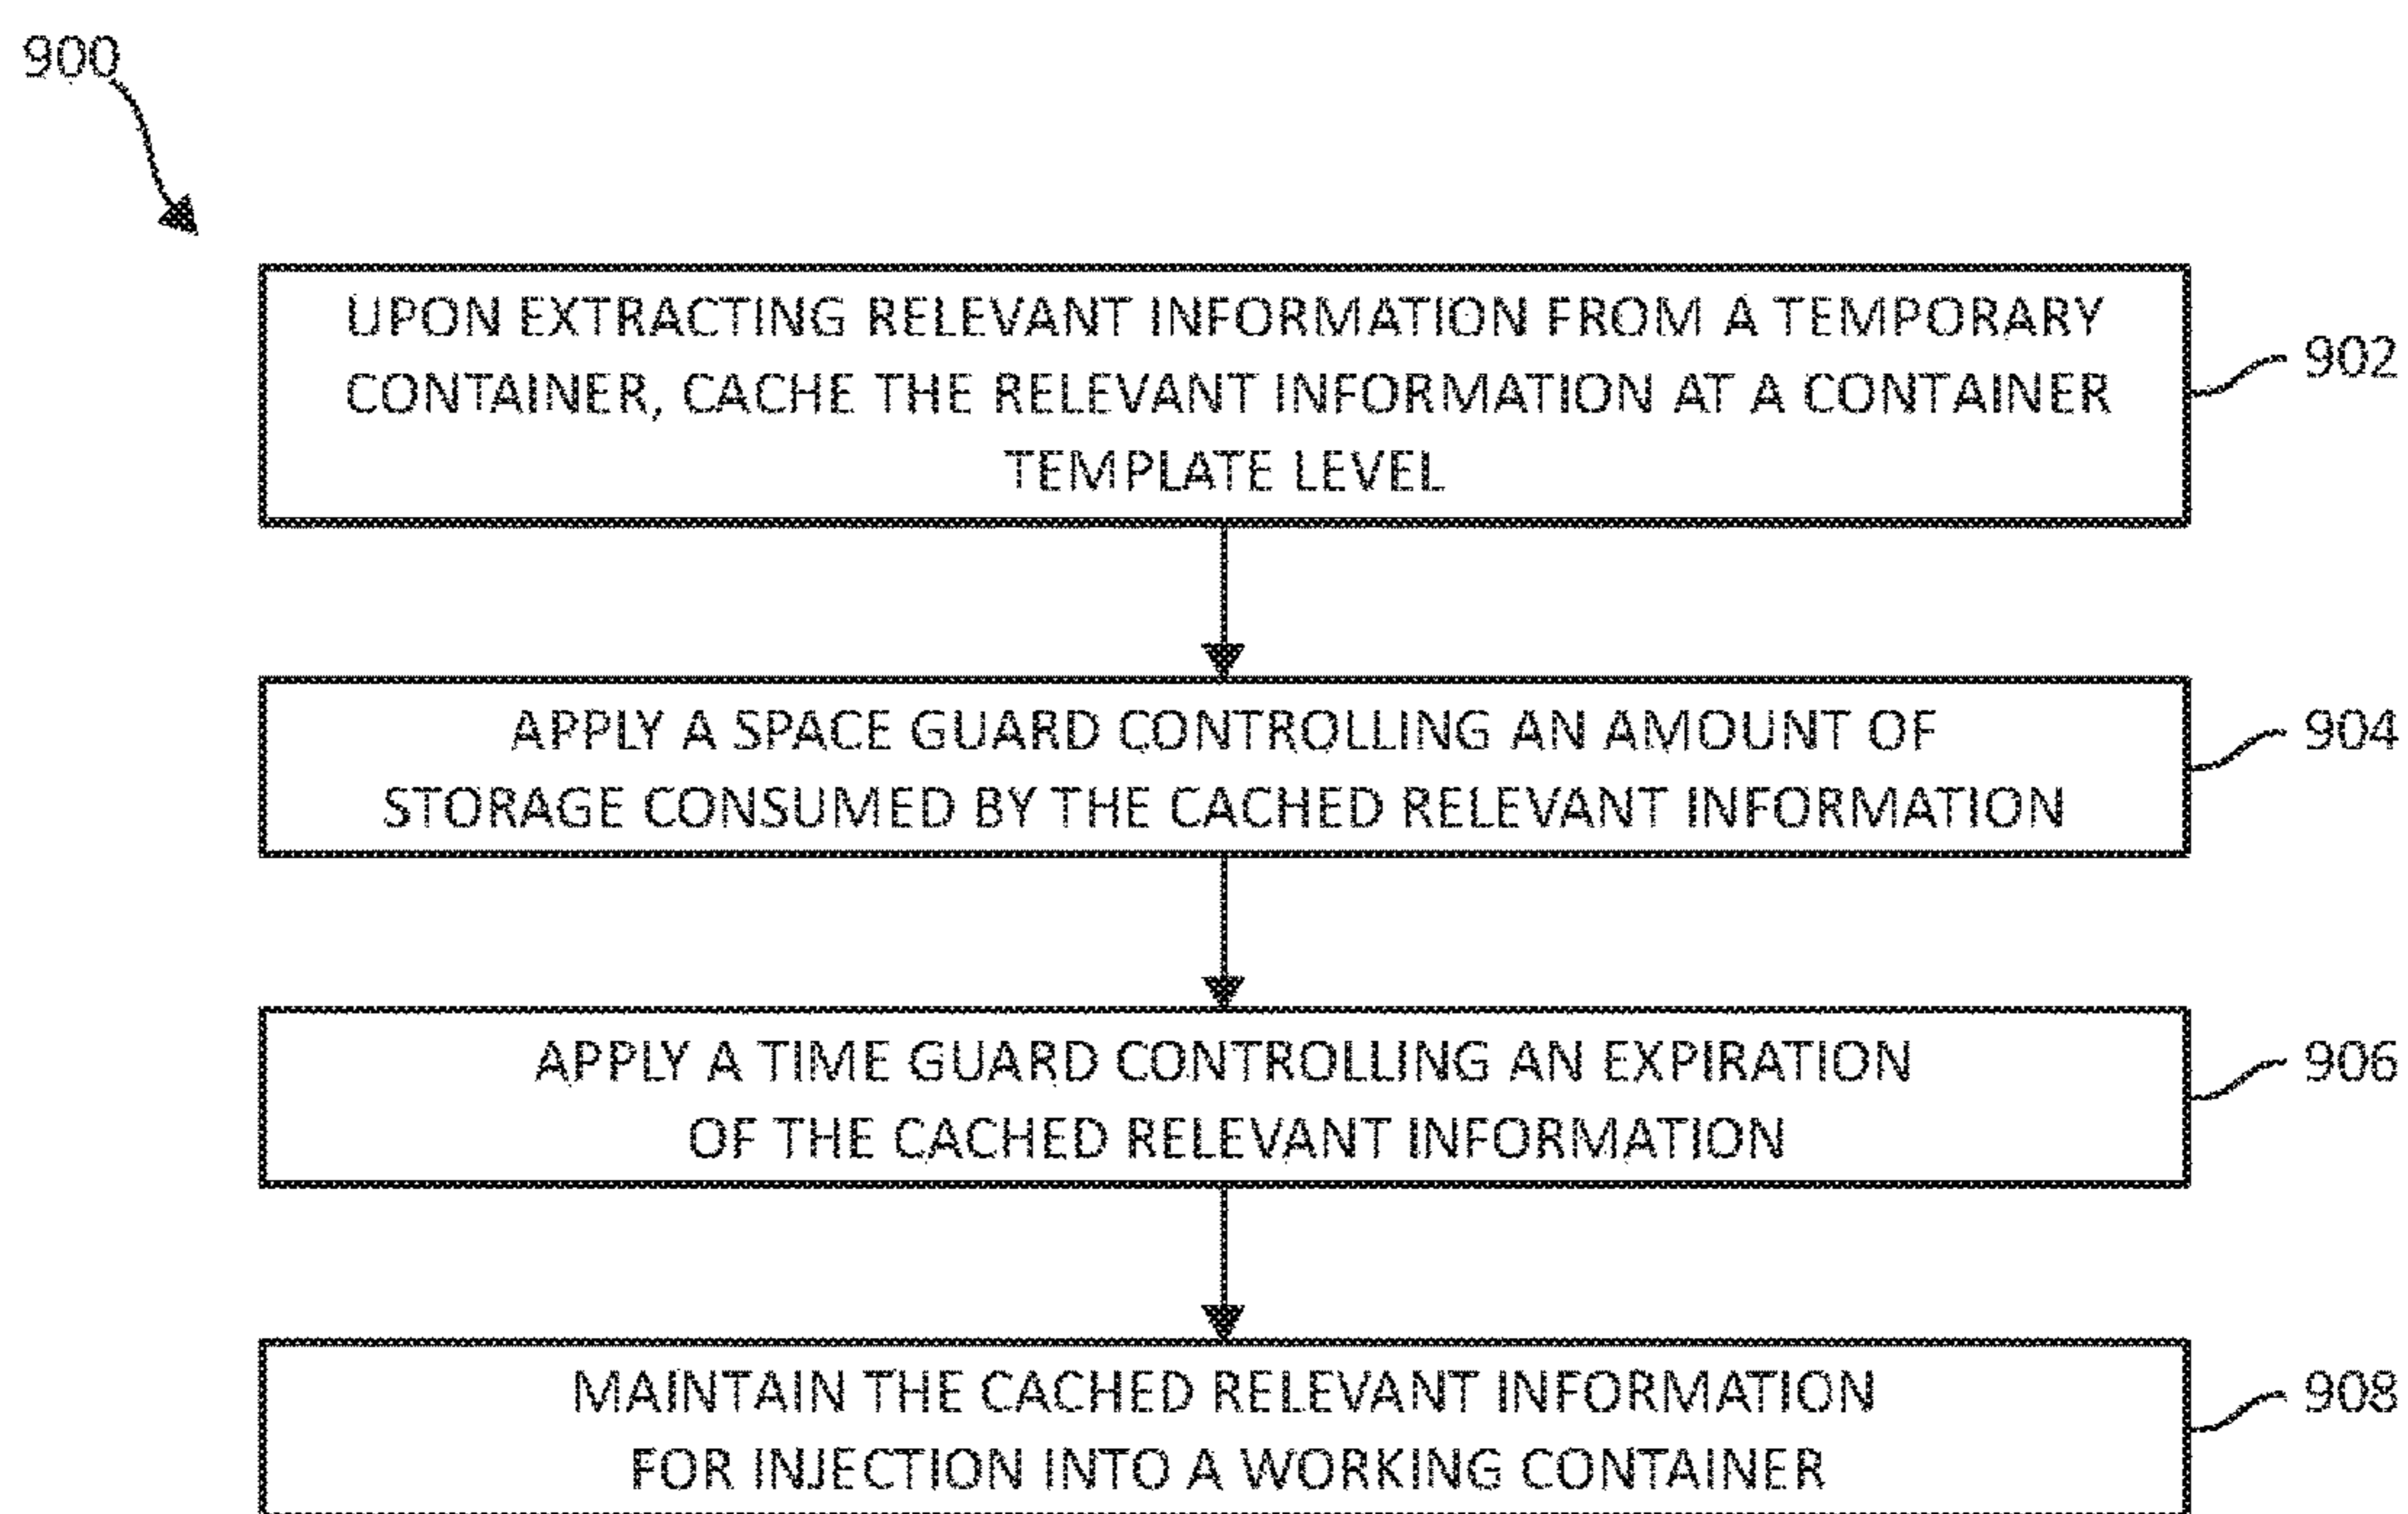 900
UPON EXTRACTING RELEVANT INFORMATION FROM A TEMPORARY
CONTAINER, CACHE THE RELEVANT INFORMATION AT A CONTAINER
TEMPLATE LEVEL
902
APPLY A SPACE GUARD CONTROLLING AN AMOUNT OF
STORAGE CONSUMED BY THE CACHED RELEVANT INFORMATION
904
APPLY A TIME GUARD CONTROLLING AN EXPIRATION
OF THE CACHED RELEVANT INFORMATION
906
MAINTAIN THE CACHED RELEVANT INFORMATION
FOR INJECTION INTO A WORKING CONTAINER
908